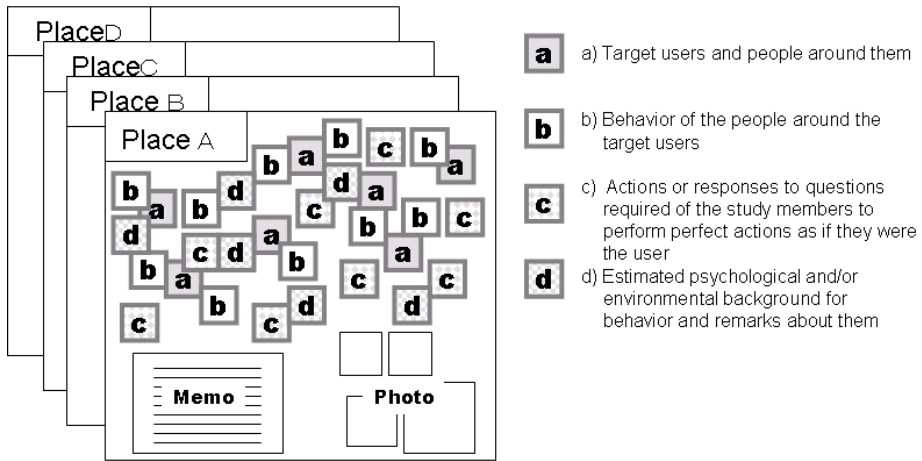 PlaceD
PlaceC
Place B
Place A
b
b
c
b
a
b
a
d
d
a
b
a
b
c
b
b
c
d
a
c
d
b
a
b
a
c
c
b
d
d
c
c
Memo
Photo
a a) Target users and people around them
b b) Behavior of the people around the
target users
c c) Actions or responses to questions
required of the study members to
perform perfect actions as if they were
the user
d d) Estimated psychological and/or
environmental background for
behavior and remarks about them